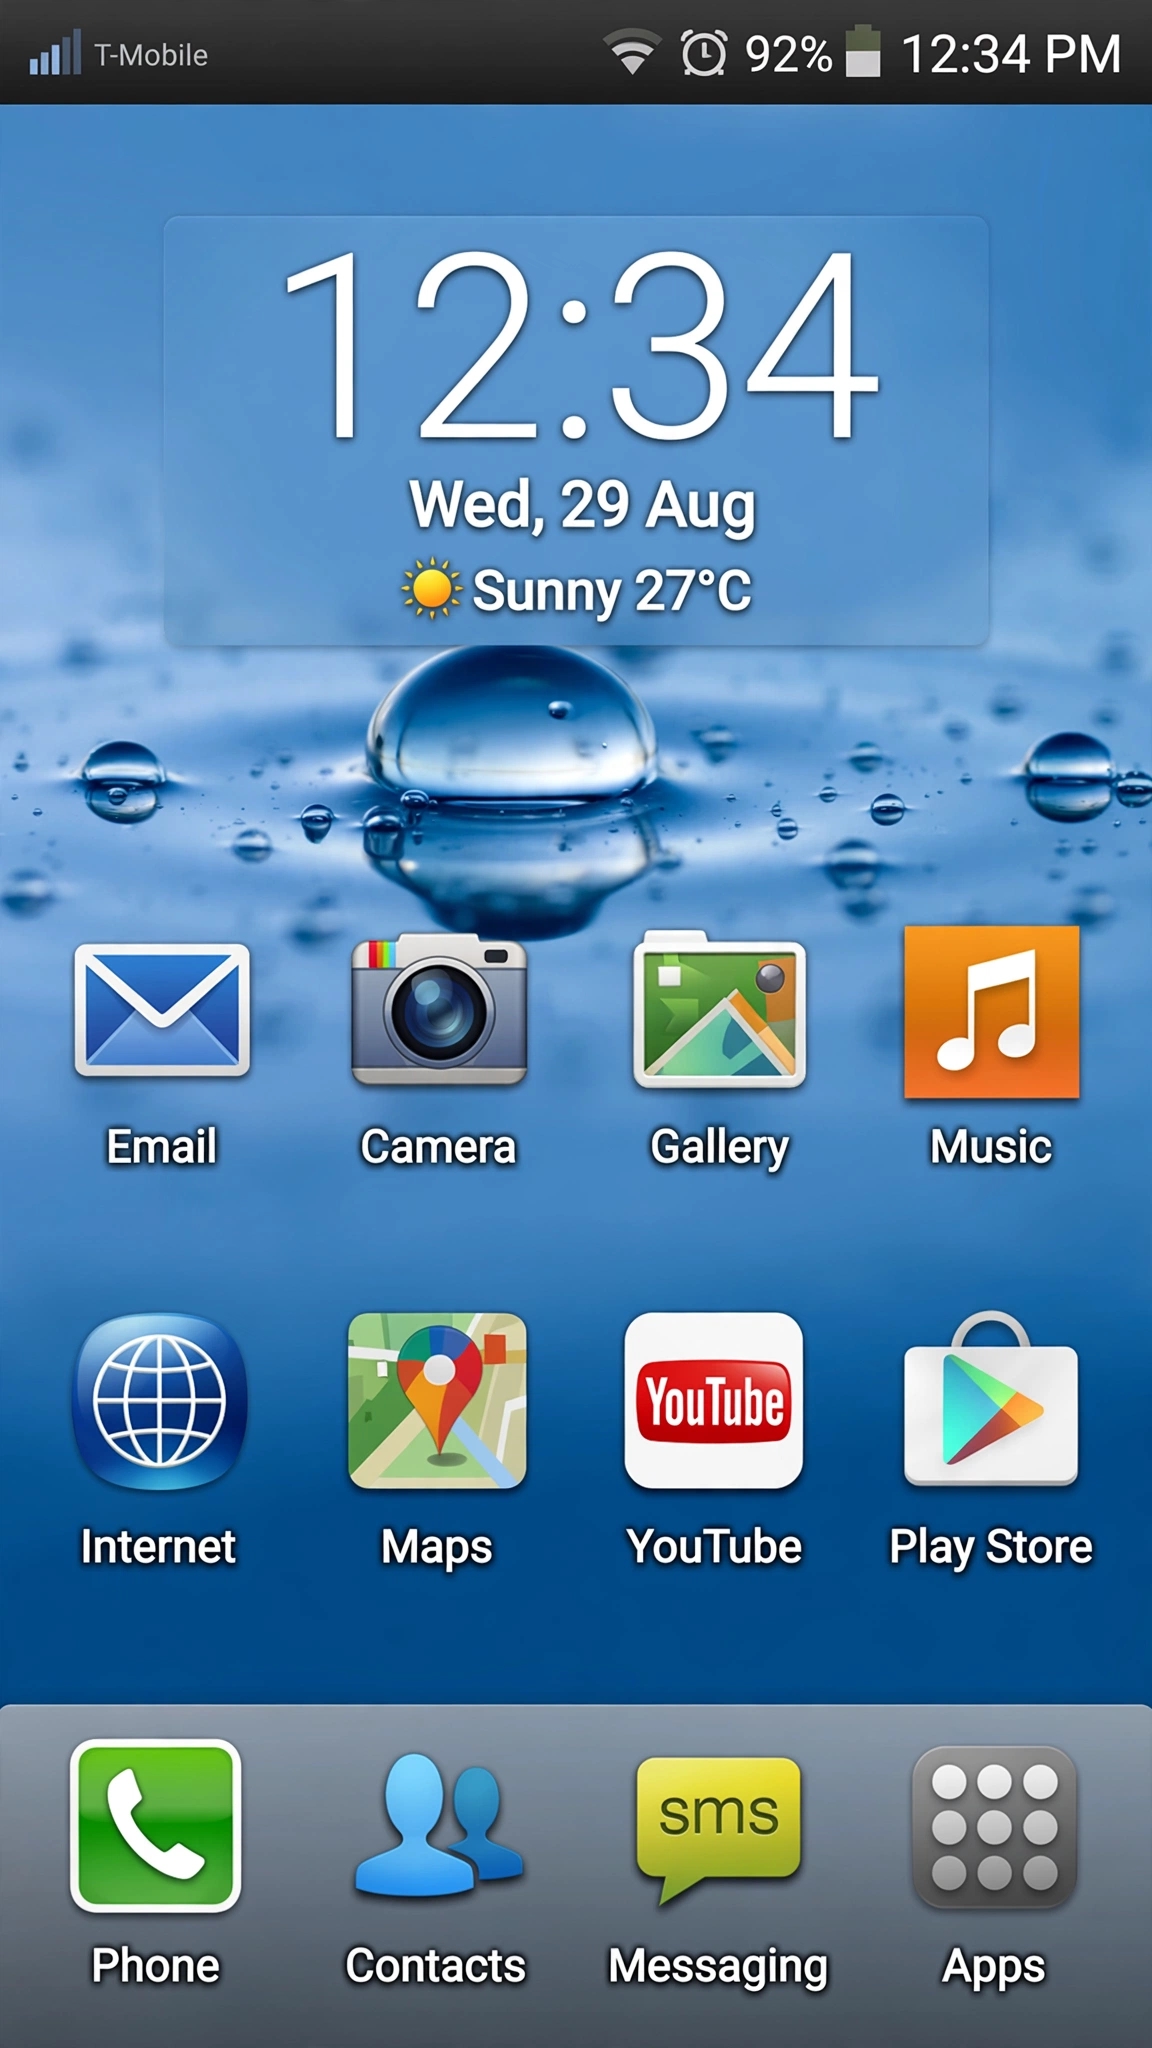 T-Mobile 92% 12:34 PM
12:34
Wed, 29 Aug
Sunny 27°C
Email Camera Gallery Music
YouTube
Internet Maps YouTube Play Store
sms
Phone Contacts Messaging Apps